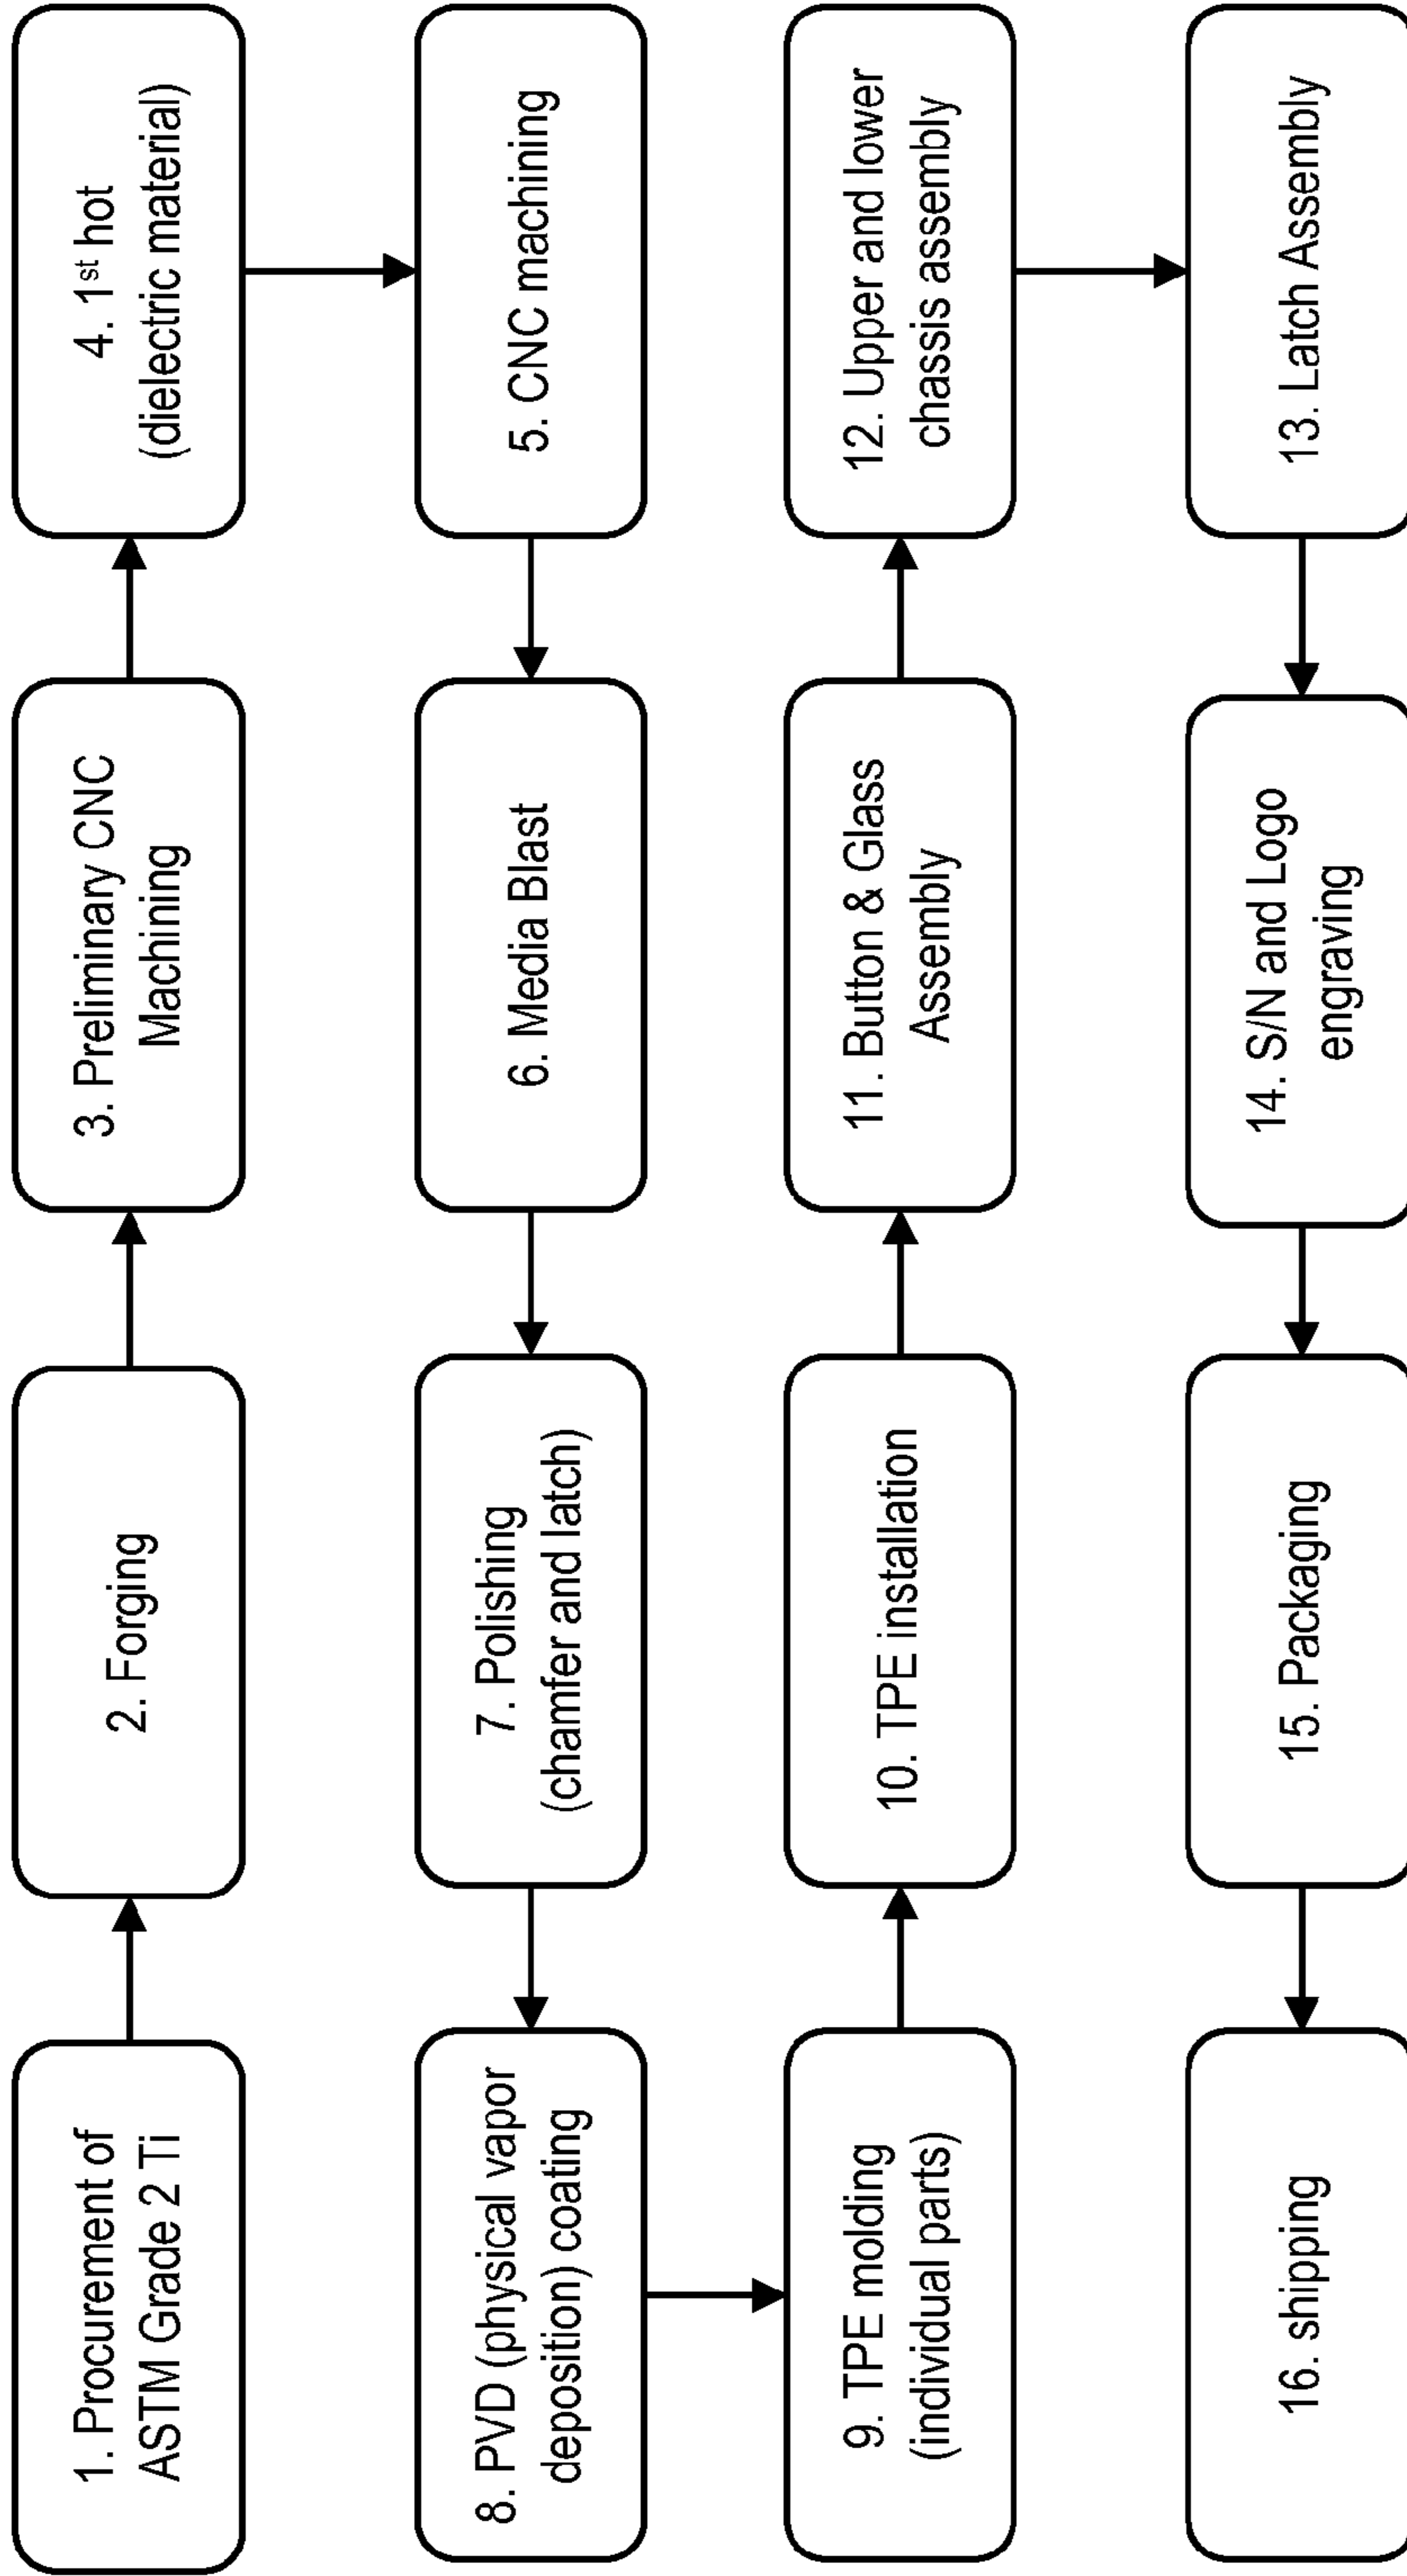 1. Procurement of
ASTM Grade 2 Ti
2. Forging
3. Preliminary CNC
Machining
4. 1st hot
(dielectric material)
5. CNC machining
6. Media Blast
7. Polishing
(chamfer and latch)
8. PVD (physical vapor
deposition) coating
9. TPE molding
(individual parts)
10. TPE installation
11. Button & Glass
Assembly
12. Upper and lower
chassis assembly
13. Latch Assembly
14. S/N and Logo
engraving
15. Packaging
16. shipping